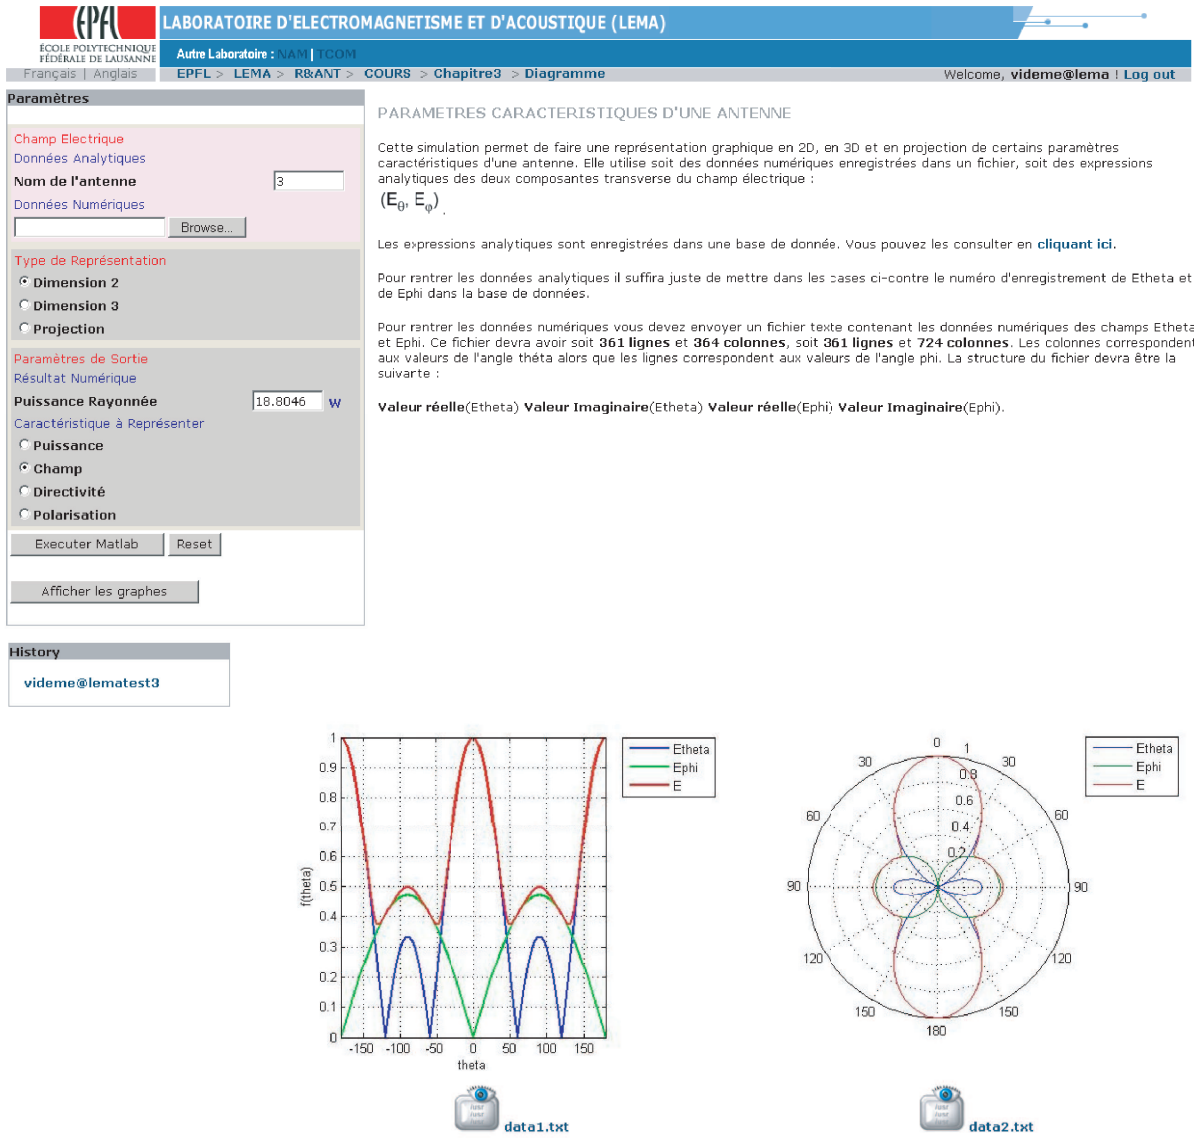 EPFL
ÉCOLE POLYTECHNIQUE
FÉDÉRALE DE LAUSANNE
LABORATOIRE D'ELECTROMAGNETISME ET D'ACOUSTIQUE (LEMA)
Autre Laboratoire : NAM | TCOM
Français | Anglais
EPFL > LEMA > R&ANT > COURS > Chapitre3 > Diagramme
Welcome, videme@lema ! Log out
Paramètres
Champ Electrique
Données Analytiques
Nom de l'antenne 3
Données Numériques
Browse...
Type de Représentation
Dimension 2
Dimension 3
Projection
Paramètres de Sortie
Résultat Numérique
Puissance Rayonnée 18.8046 W
Caractéristique à Représenter
Puissance
Champ
Directivité
Polarisation
Executer Matlab Reset
Afficher les graphes
History
videme@lematest3
PARAMETRES CARACTERISTIQUES D'UNE ANTENNE
Cette simulation permet de faire une représentation graphique en 2D, en 3D et en projection de certains paramètres
caractéristiques d'une antenne. Elle utilise soit des données numériques enregistrées dans un fichier, soit des expressions
analytiques des deux composantes transverse du champ électrique :
(Eθ, Eφ) .
Les expressions analytiques sont enregistrées dans une base de donnée. Vous pouvez les consulter en cliquant ici.
Pour rentrer les données analytiques il suffira juste de mettre dans les cases ci-contre le numéro d'enregistrement de Etheta et
de Ephi dans la base de données.
Pour rentrer les données numériques vous devez envoyer un fichier texte contenant les données numériques des champs Etheta
et Ephi. Ce fichier devra avoir soit 361 lignes et 364 colonnes, soit 361 lignes et 724 colonnes. Les colonnes correspondent
aux valeurs de l'angle théta alors que les lignes correspondent aux valeurs de l'angle phi. La structure du fichier devra être la
suivante :
Valeur réelle(Etheta) Valeur Imaginaire(Etheta) Valeur réelle(Ephi) Valeur Imaginaire(Ephi).
1
0.9
0.8
0.7
0.6
0.5
0.4
0.3
0.2
0.1
0
f(theta)
-150 -100 -50 0 50 100 150
theta
Etheta
Ephi
E
data1.txt
0
30
60
90
120
150
180
150
120
90
60
30
1
0.8
0.6
0.4
0.2
Etheta
Ephi
E
data2.txt